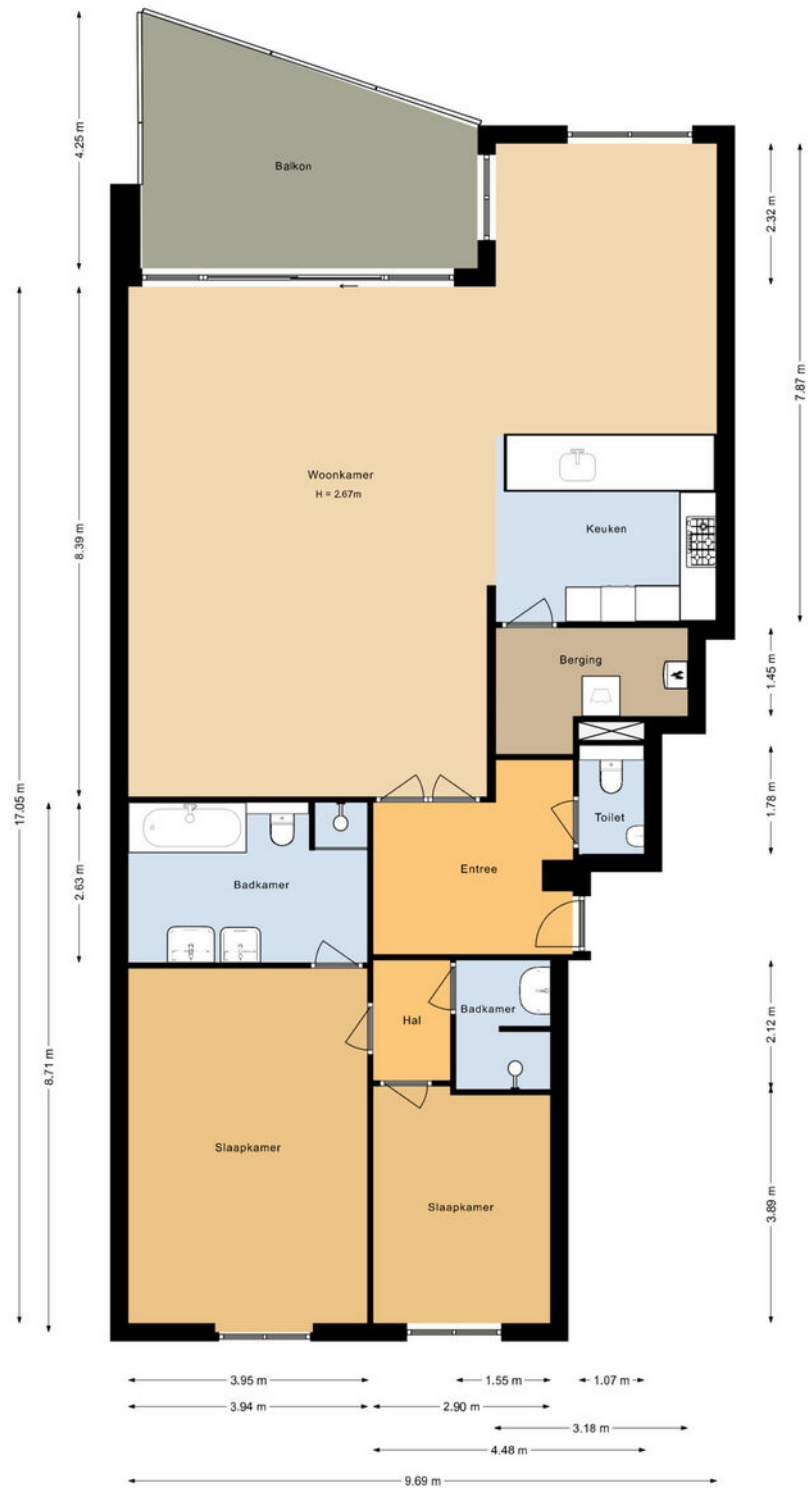 Balkon
4.25 m
2.32 m
7.87 m
Woonkamer
H = 2.67m
Keuken
8.39 m
17.05 m
Berging
1.45 m
1.78 m
Toilet
Entree
Badkamer
2.63 m
Hal
Badkamer
2.12 m
8.71 m
Slaapkamer
Slaapkamer
3.89 m
3.95 m
1.55 m
1.07 m
3.94 m
2.90 m
3.18 m
4.48 m
9.69 m